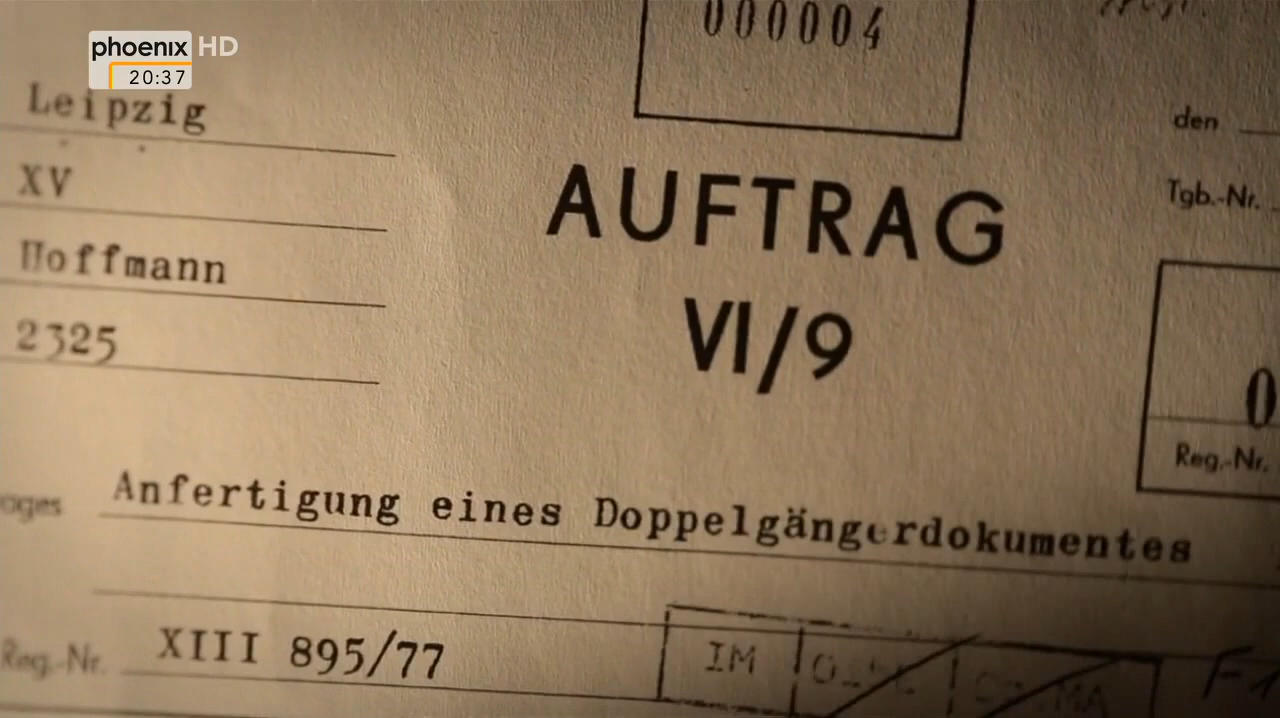 phoenix HD
20:37
000004
Leipzig
XV
Hoffmann
2325
AUFTRAG
VI/9
den
Tgb.-Nr.
0
Reg.-Nr.
ages Anfertigung eines Doppelgängerdokumentes
Reg.-Nr. XIII 895/77
IM